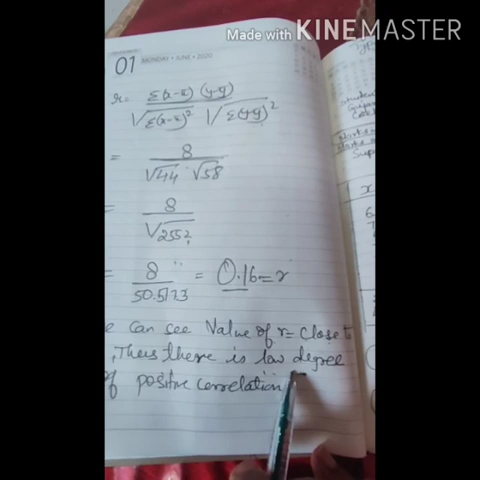 Made with KINEMASTER
01 MONDAY • JUNE • 2020
r = Σ(x-x̄) (y-ȳ)
√Σ(x-x̄)² √Σ(y-ȳ)²
= 8
√44 √58
= 8
√2552
= 8 = 0.16 = r
50.5173
e can see Value of r = close to
, Thus there is low degree
of positive correlation